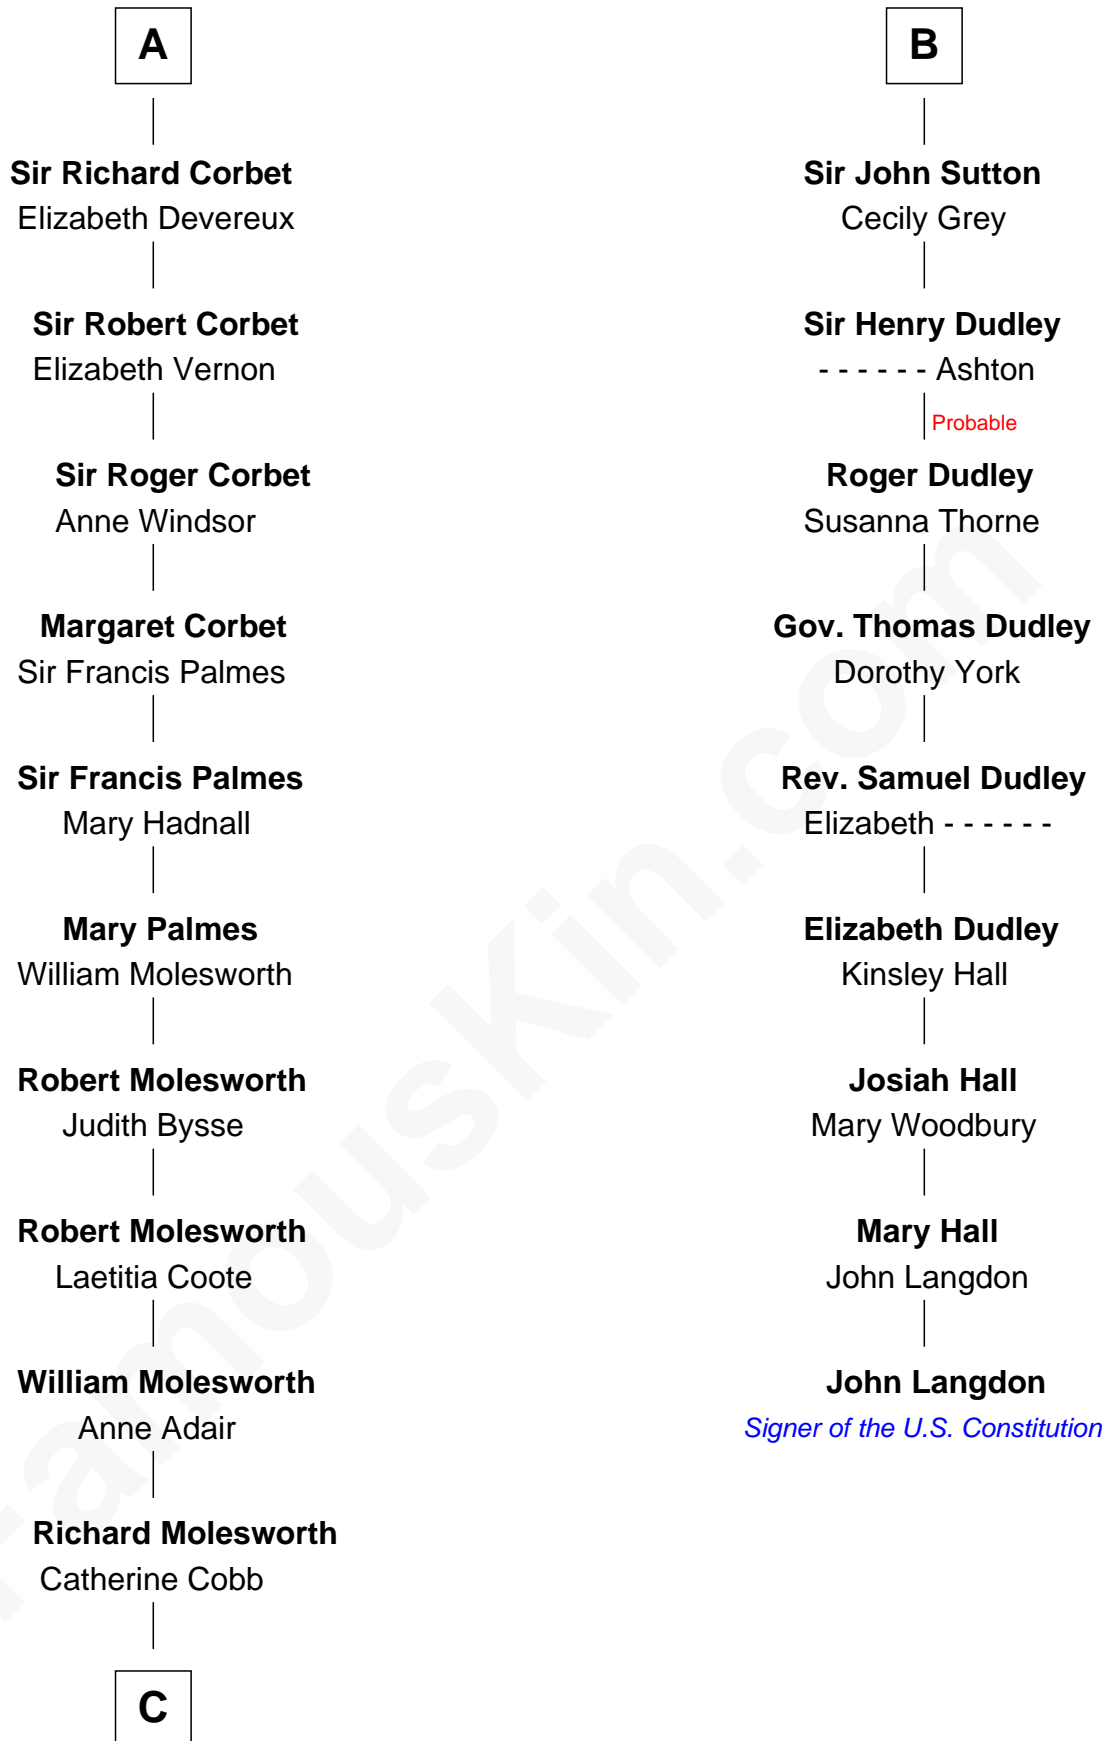 A
Sir Richard Corbet
Elizabeth Devereux
Sir Robert Corbet
Elizabeth Vernon
Sir Roger Corbet
Anne Windsor
Margaret Corbet
Sir Francis Palmes
Sir Francis Palmes
Mary Hadnall
Mary Palmes
William Molesworth
Robert Molesworth
Judith Bysse
Robert Molesworth
Laetitia Coote
William Molesworth
Anne Adair
Richard Molesworth
Catherine Cobb
C
B
Sir John Sutton
Cecily Grey
Sir Henry Dudley
- - - - - - Ashton
Probable
Roger Dudley
Susanna Thorne
Gov. Thomas Dudley
Dorothy York
Rev. Samuel Dudley
Elizabeth - - - - - -
Elizabeth Dudley
Kinsley Hall
Josiah Hall
Mary Woodbury
Mary Hall
John Langdon
John Langdon
Signer of the U.S. Constitution
FamousKin.com